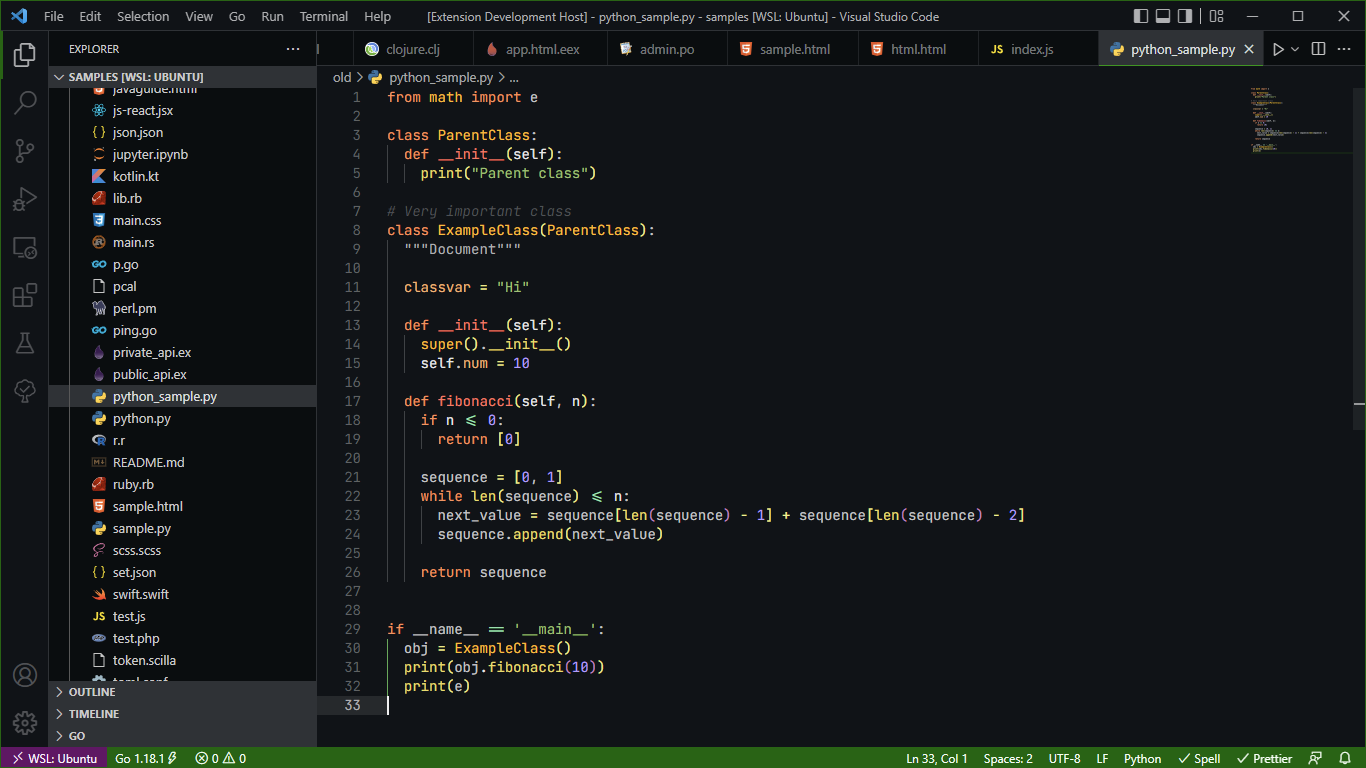 File Edit Selection View Go Run Terminal Help [Extension Development Host] - python_sample.py - samples [WSL: Ubuntu] - Visual Studio Code
EXPLORER
clojure.clj app.html.eex admin.po sample.html html.html JS index.js python_sample.py
SAMPLES [WSL: UBUNTU]
javaguide.html
js-react.jsx
{} json.json
jupyter.ipynb
kotlin.kt
lib.rb
main.css
main.rs
GO p.go
pcal
perl.pm
GO ping.go
private_api.ex
public_api.ex
python_sample.py
python.py
r.r
README.md
ruby.rb
sample.html
sample.py
scss.scss
{} set.json
swift.swift
JS test.js
test.php
token.scilla
toml.conf
OUTLINE
TIMELINE
GO
old > python_sample.py > ...
1 from math import e
2
3 class ParentClass:
4 def __init__(self):
5 print("Parent class")
6
7 # Very important class
8 class ExampleClass(ParentClass):
9 """Document"""
10
11 classvar = "Hi"
12
13 def __init__(self):
14 super().__init__()
15 self.num = 10
16
17 def fibonacci(self, n):
18 if n <= 0:
19 return [0]
20
21 sequence = [0, 1]
22 while len(sequence) <= n:
23 next_value = sequence[len(sequence) - 1] + sequence[len(sequence) - 2]
24 sequence.append(next_value)
25
26 return sequence
27
28
29 if __name__ == '__main__':
30 obj = ExampleClass()
31 print(obj.fibonacci(10))
32 print(e)
33
WSL: Ubuntu Go 1.18.1 0 0 Ln 33, Col 1 Spaces: 2 UTF-8 LF Python Spell Prettier